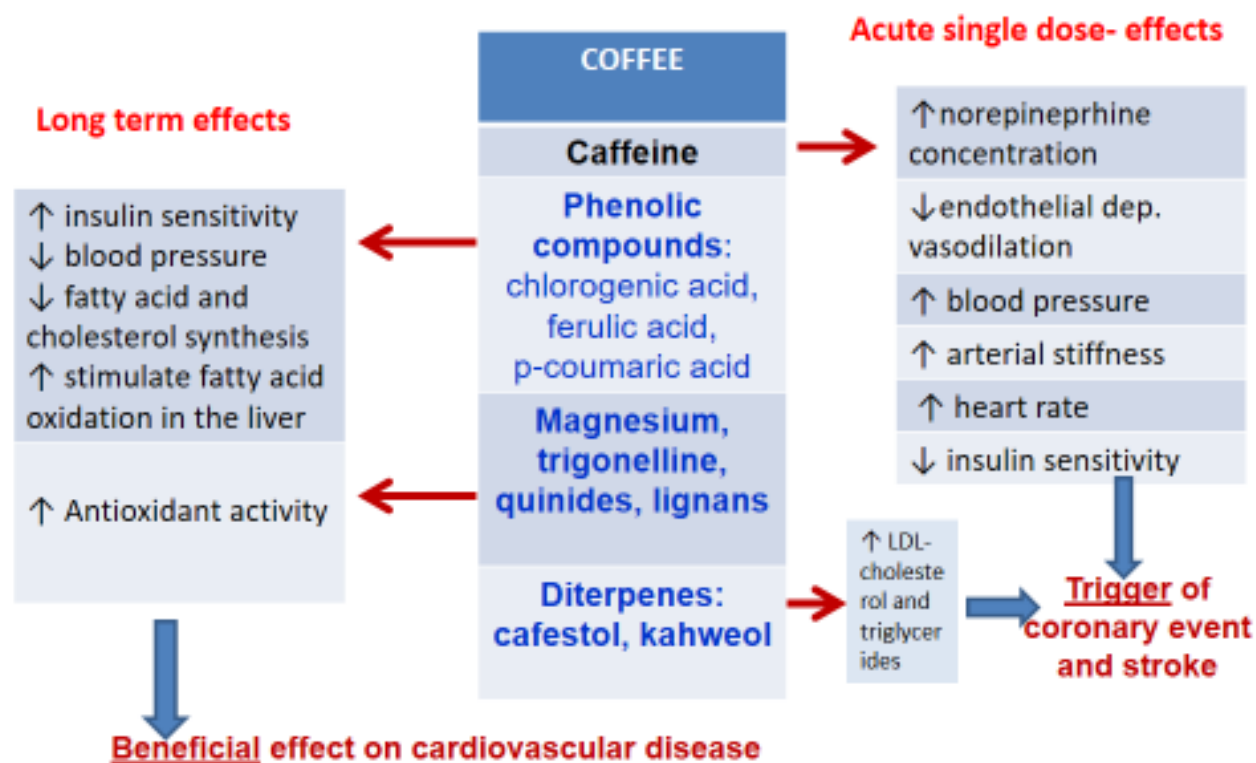 Acute single dose- effects
COFFEE
Long term effects
↑norepineprhine
concentration
Caffeine
↓endothelial dep.
vasodilation
↑ insulin sensitivity
↓ blood pressure
↓ fatty acid and
cholesterol synthesis
↑ stimulate fatty acid
oxidation in the liver
Phenolic
compounds:
chlorogenic acid,
ferulic acid,
p-coumaric acid
↑ blood pressure
↑ arterial stiffness
↑ heart rate
↓ insulin sensitivity
↑ Antioxidant activity
Magnesium,
trigonelline,
quinides, lignans
↑ LDL-
choleste
rol and
triglycer
ides
Diterpenes:
cafestol, kahweol
Trigger of
coronary event
and stroke
Beneficial effect on cardiovascular disease